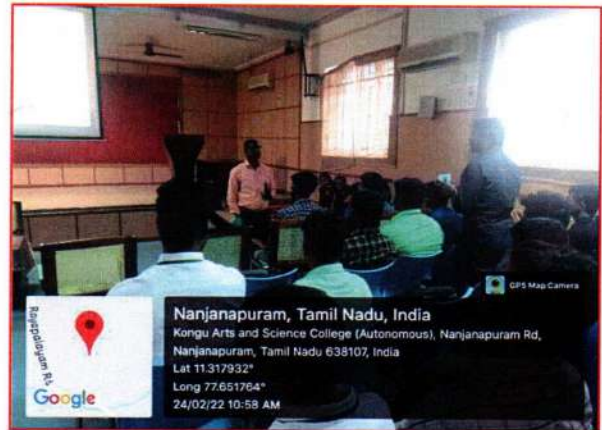 GPS Map Camera
Rayapalayam Rd
Google
Nanjanapuram, Tamil Nadu, India
Kongu Arts and Science College (Autonomous), Nanjanapuram Rd,
Nanjanapuram, Tamil Nadu 638107, India
Lat 11.317932°
Long 77.651764°
24/02/22 10:58 AM